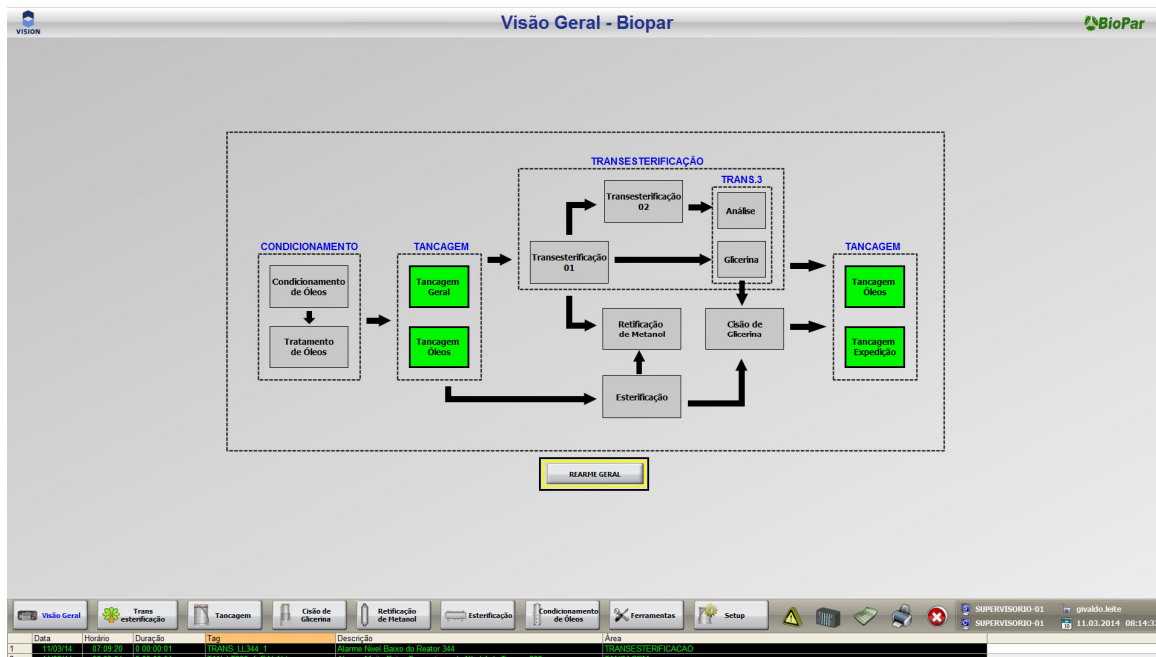 VISION
Visão Geral - Biopar
BioPar
TRANSESTERIFICAÇÃO
TRANS.3
Transesterificação
02
Análise
CONDICIONAMENTO
TANCAGEM
TANCAGEM
Transesterificação
01
Glicerina
Condicionamento
de Óleos
Tancagem
Geral
Tancagem
Óleos
Tratamento
de Óleos
Tancagem
Óleos
Retificação
de Metanol
Cisão de
Glicerina
Tancagem
Expedição
Esterificação
REARME GERAL
Visão Geral
Trans
esterificação
Tancagem
Cisão de
Glicerina
Retificação
de Metanol
Esterificação
Condicionamento
de Óleos
Ferramentas
Setup
SUPERVISORIO-01
givaldo.leite
SUPERVISORIO-01
11.03.2014 08:14:3
Data Horário Duração Tag Descrição Área
1 11/03/14 07:09:20 0 00:00:01 TRANS_LL344_1 Alarme Nivel Baixo do Reator 344 TRANSESTERIFICACAO